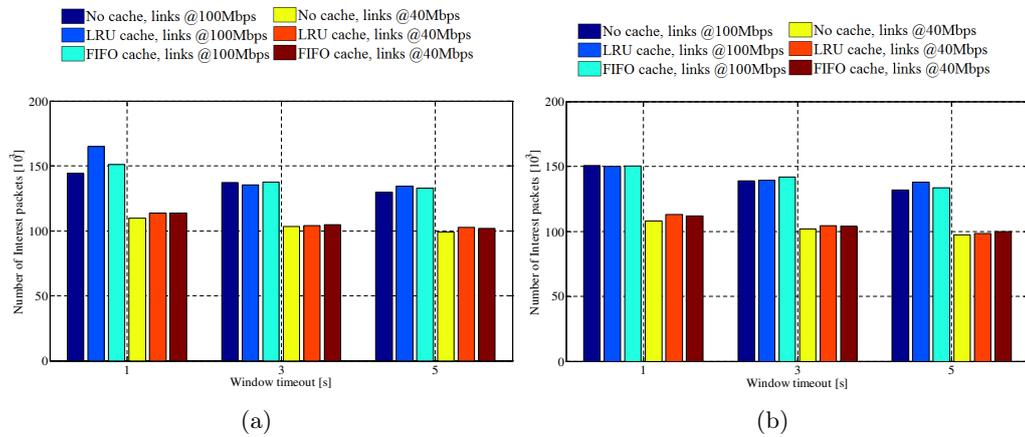 No cache, links @100Mbps No cache, links @40Mbps
LRU cache, links @100Mbps LRU cache, links @40Mbps
FIFO cache, links @100Mbps FIFO cache, links @40Mbps
200
150
100
50
0
Number of Interest packets [10³]
1 3 5
Window timeout [s]
(a)
No cache, links @100Mbps No cache, links @40Mbps
LRU cache, links @100Mbps LRU cache, links @40Mbps
FIFO cache, links @100Mbps FIFO cache, links @40Mbps
200
150
100
50
0
Number of Interest packets [10³]
1 3 5
Window timeout [s]
(b)